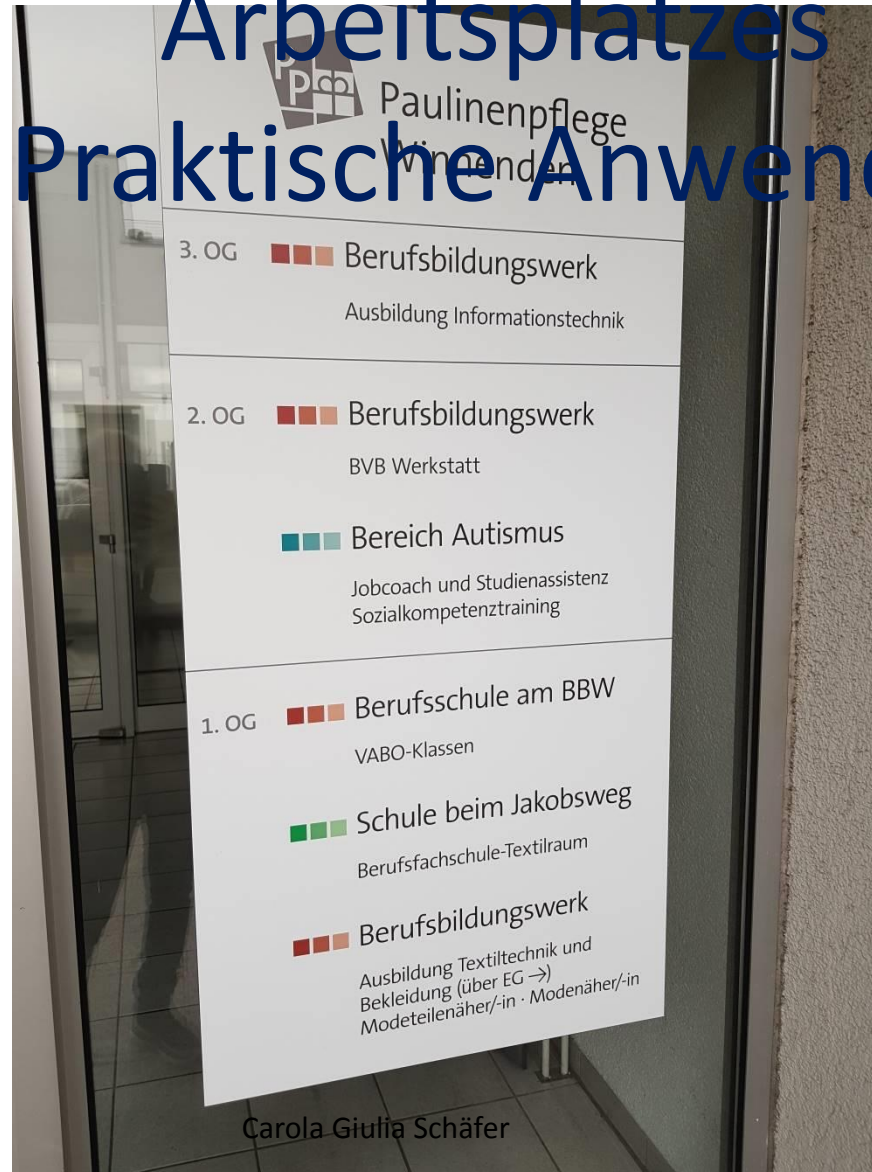 Arbeitsplatzes
Paulinenpflege
Winnenden
Praktische
3. OG Berufsbildungswerk
Ausbildung Informationstechnik
2. OG Berufsbildungswerk
BVB Werkstatt
Bereich Autismus
Jobcoach und Studienassistenz
Sozialkompetenztraining
1. OG Berufsschule am BBW
VABO-Klassen
Schule beim Jakobsweg
Berufsfachschule-Textilraum
Berufsbildungswerk
Ausbildung Textiltechnik und
Bekleidung (über EG →)
Modeteilenäher/-in · Modenäher/-in
Carola Giulia Schäfer